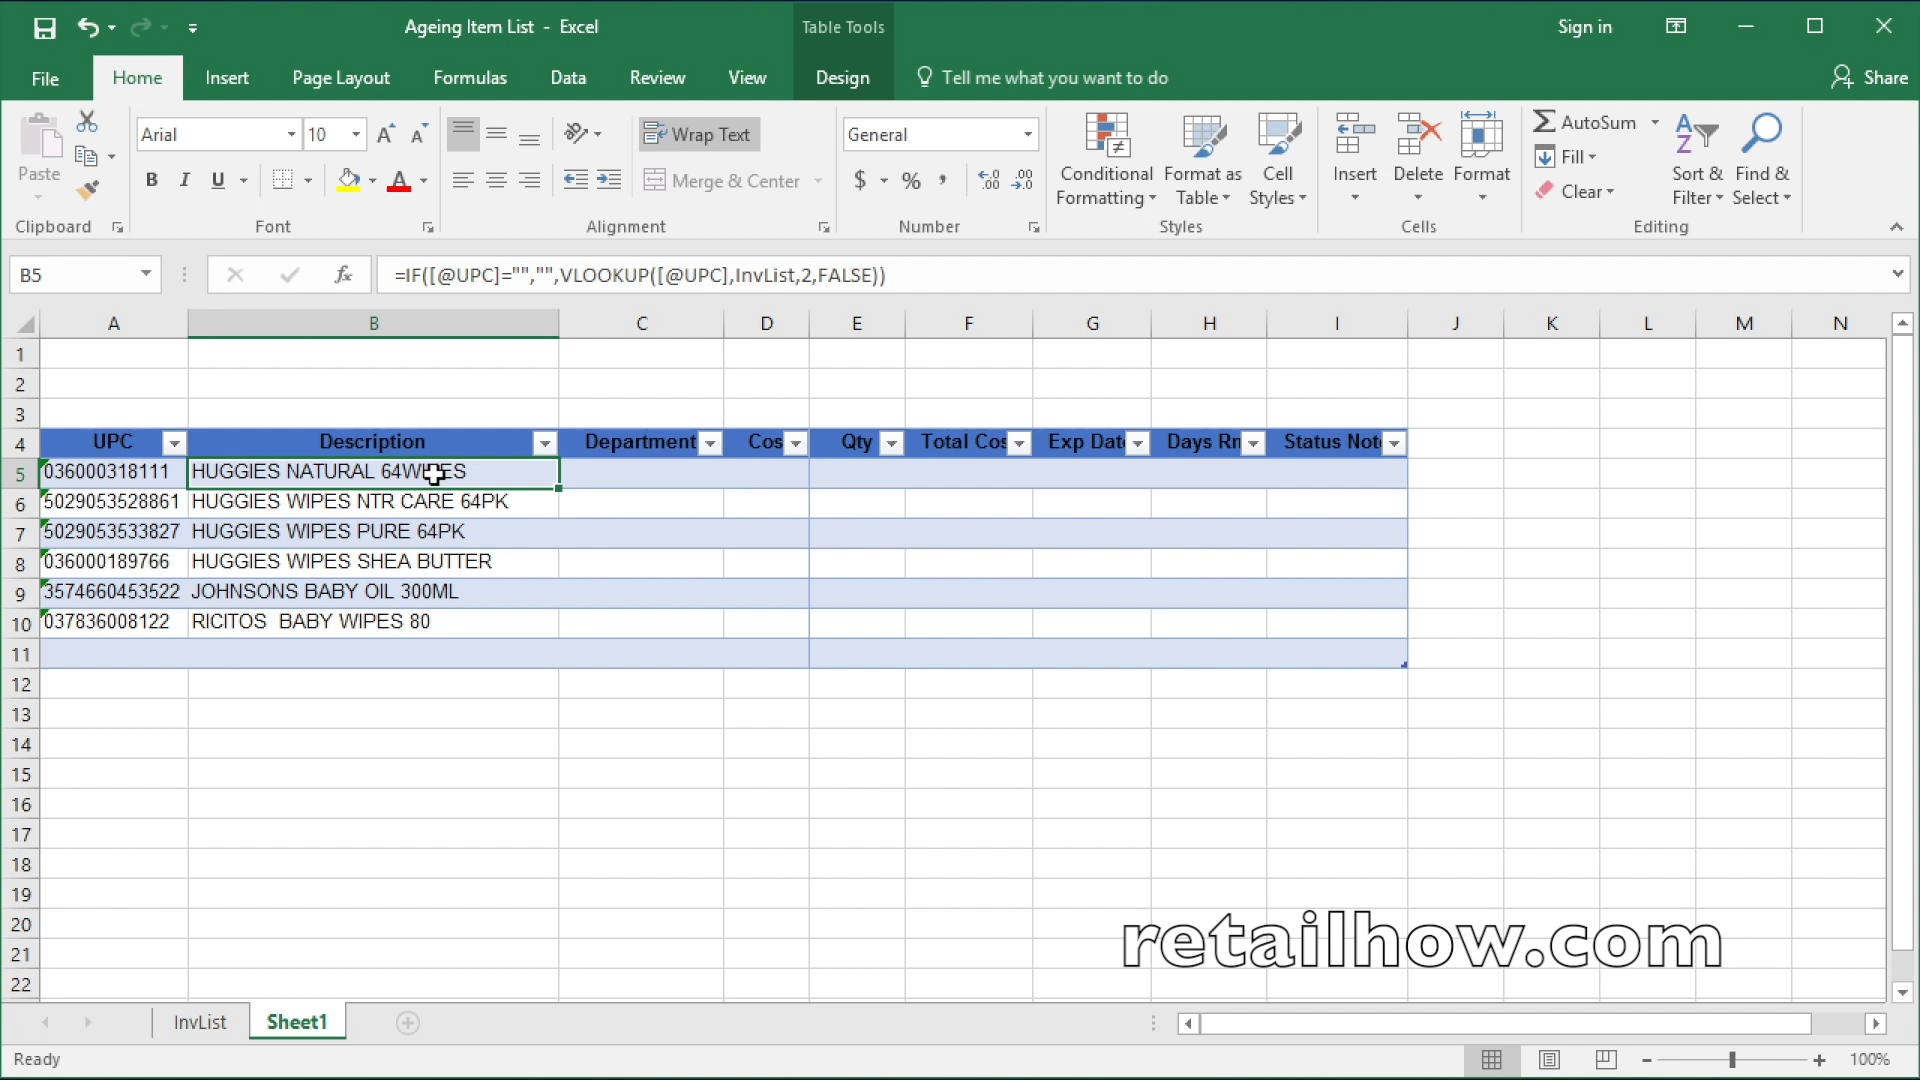 Ageing Item List - Excel
Table Tools
Sign in
File
Home
Insert
Page Layout
Formulas
Data
Review
View
Design
Tell me what you want to do
Share
Paste
Clipboard
Arial
10
A A
B I U
A
Font
Wrap Text
Merge & Center
Alignment
General
$ % ,
Number
Conditional Formatting
Format as Table
Cell Styles
Styles
Insert
Delete
Format
Cells
AutoSum
Fill
Clear
Sort & Filter
Find & Select
Editing
B5
fx
=IF([@UPC]="","",VLOOKUP([@UPC],InvList,2,FALSE))
A B C D E F G H I J K L M N
1
2
3
4 UPC Description Department Cos Qty Total Cos Exp Dat Days Rn Status Not
5 036000318111 HUGGIES NATURAL 64WIPES
6 5029053528861 HUGGIES WIPES NTR CARE 64PK
7 5029053533827 HUGGIES WIPES PURE 64PK
8 036000189766 HUGGIES WIPES SHEA BUTTER
9 3574660453522 JOHNSONS BABY OIL 300ML
10 037836008122 RICITOS  BABY WIPES 80
11
12
13
14
15
16
17
18
19
20
21
22
retailhow.com
InvList
Sheet1
Ready
100%